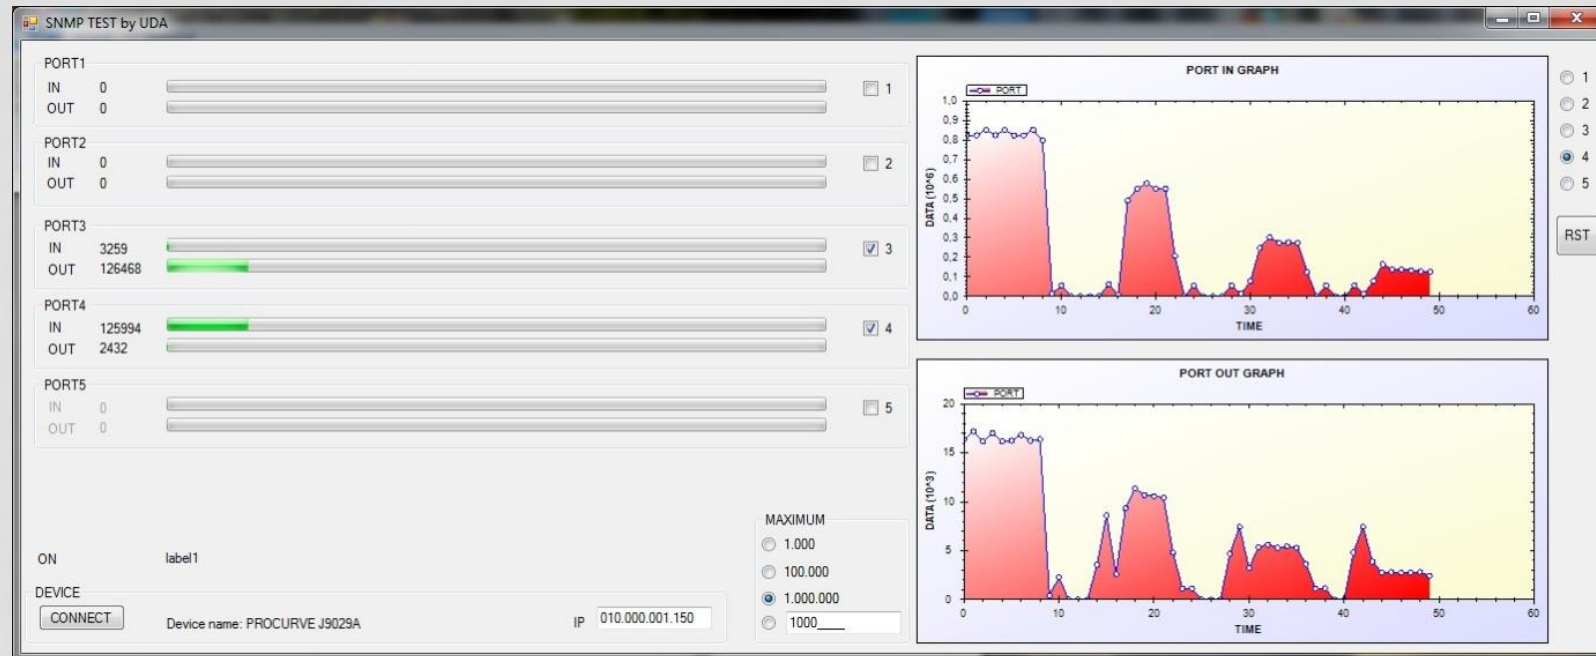 SNMP TEST by UDA
PORT1
IN 0
OUT 0
1
PORT2
IN 0
OUT 0
2
PORT3
IN 3259
OUT 126468
3
PORT4
IN 125994
OUT 2432
4
PORT5
IN 0
OUT 0
5
ON label1
DEVICE
CONNECT
Device name: PROCURVE J9029A
IP 010.000.001.150
MAXIMUM
1.000
100.000
1.000.000
1000____
PORT IN GRAPH
PORT
DATA (10^6)
1,0
0,9
0,8
0,7
0,6
0,5
0,4
0,3
0,2
0,1
0,0
0 10 20 30 40 50 60
TIME
PORT OUT GRAPH
PORT
DATA (10^3)
20
15
10
5
0
0 10 20 30 40 50 60
TIME
1
2
3
4
5
RST